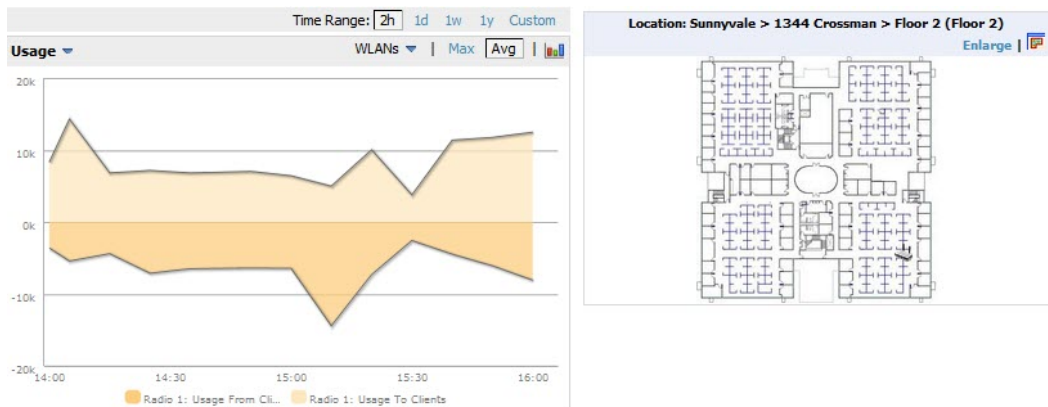 Time Range: 2h 1d 1w 1y Custom
Usage WLANs | Max Avg |
20k
10k
0k
-10k
-20k
14:00 14:30 15:00 15:30 16:00
Radio 1: Usage From Cli... Radio 1: Usage To Clients
Location: Sunnyvale > 1344 Crossman > Floor 2 (Floor 2)
Enlarge |